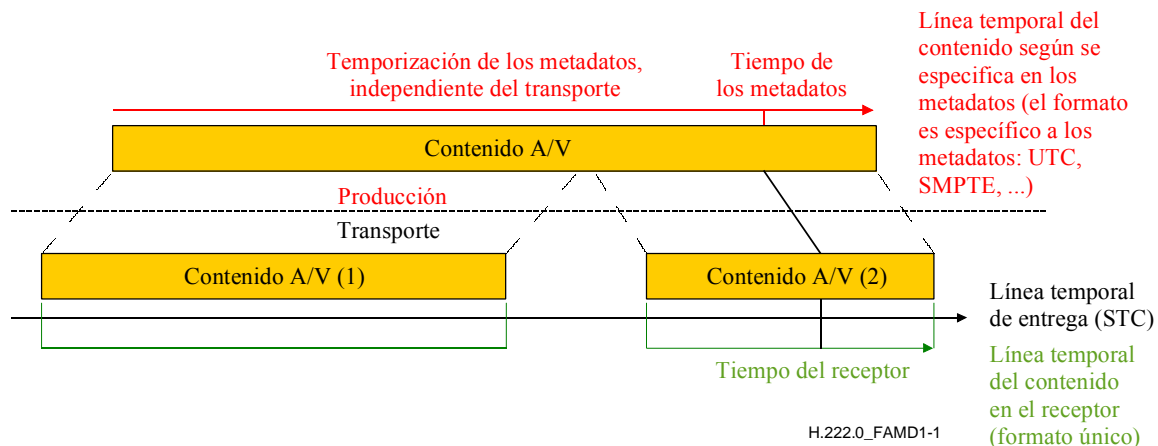 Temporización de los metadatos,
independiente del transporte
Tiempo de
los metadatos
Línea temporal del
contenido según se
especifica en los
metadatos (el formato
es específico a los
metadatos: UTC,
SMPTE, ...)
Contenido A/V
Producción
Transporte
Contenido A/V (1)
Contenido A/V (2)
Línea temporal
de entrega (STC)
Tiempo del receptor
Línea temporal
del contenido
en el receptor
(formato único)
H.222.0_FAMD1-1